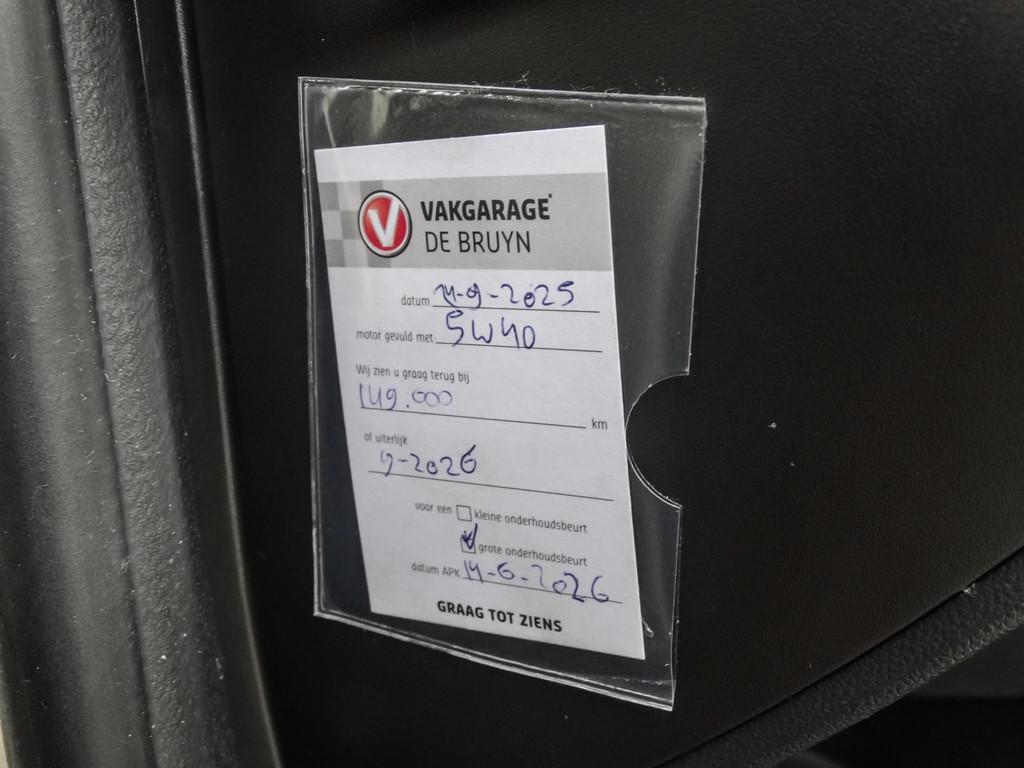 V VAKGARAGE®
DE BRUYN
datum 14-9-2025
motor gevuld met 5W40
Wij zien u graag terug bij
149.000 km
of uiterlijk
9-2026
voor een kleine onderhoudsbeurt
grote onderhoudsbeurt
datum APK 14-6-2026
GRAAG TOT ZIENS